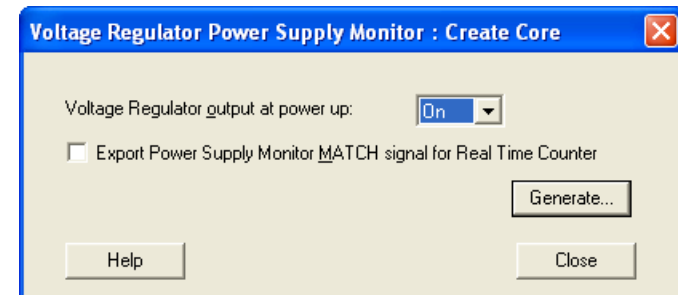 Voltage Regulator Power Supply Monitor : Create Core
Voltage Regulator output at power up: On
Export Power Supply Monitor MATCH signal for Real Time Counter
Generate...
Help Close